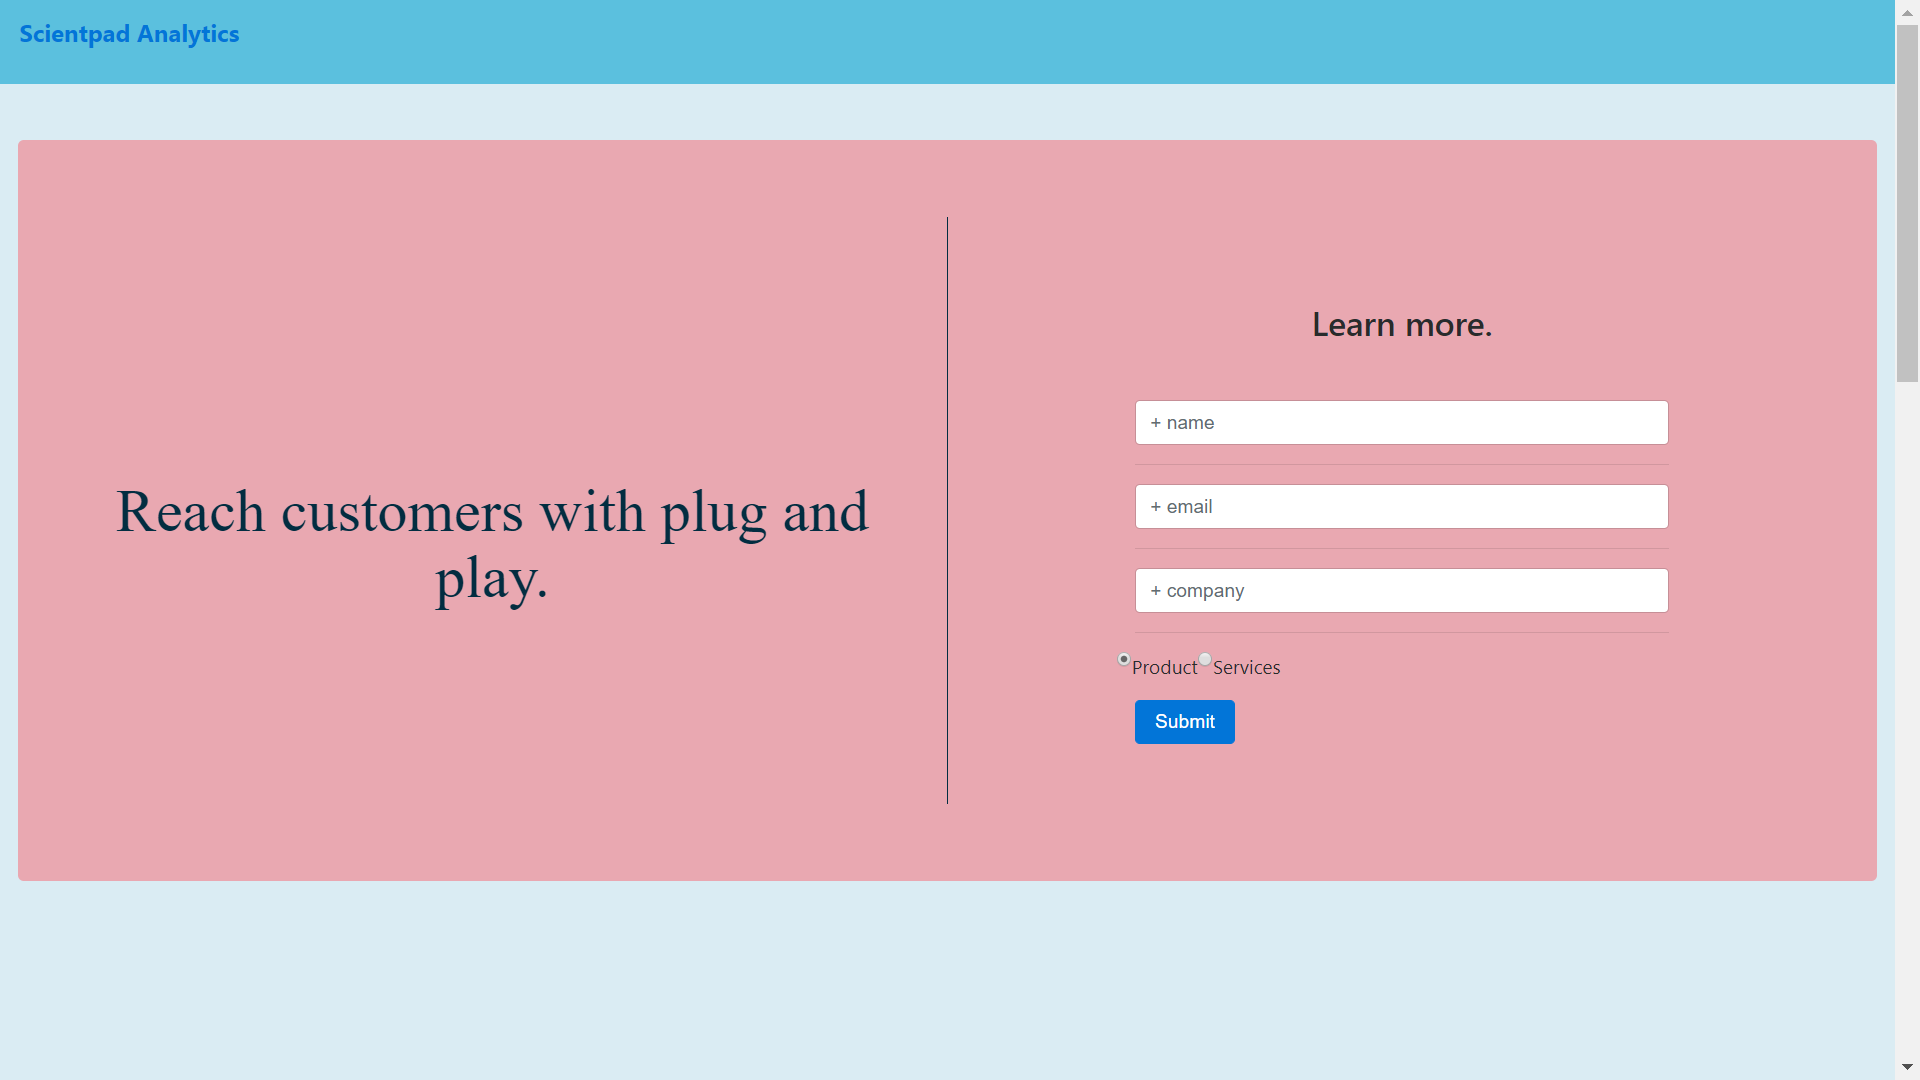 Scientpad Analytics
Reach customers with plug and
play.
Learn more.
+ name
+ email
+ company
Product Services
Submit